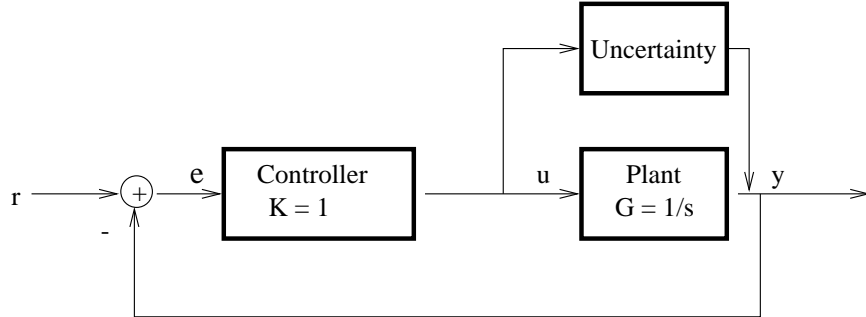 Uncertainty
r
+
-
e
Controller
K = 1
u
Plant
G = 1/s
y